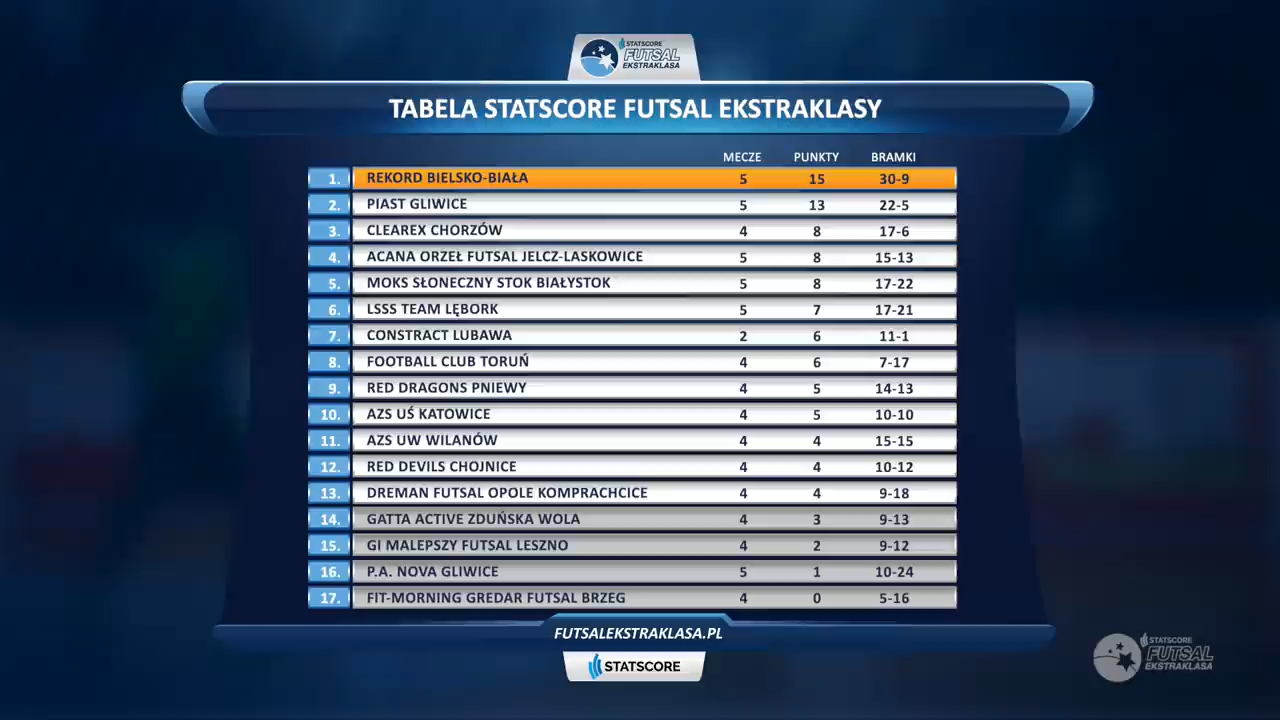 STATSCORE
FUTSAL
EKSTRAKLASA
TABELA STATSCORE FUTSAL EKSTRAKLASY
MECZE PUNKTY BRAMKI
1. REKORD BIELSKO-BIAŁA 5 15 30-9
2. PIAST GLIWICE 5 13 22-5
3. CLEAREX CHORZÓW 4 8 17-6
4. ACANA ORZEŁ FUTSAL JELCZ-LASKOWICE 5 8 15-13
5. MOKS SŁONECZNY STOK BIAŁYSTOK 5 8 17-22
6. LSSS TEAM LĘBORK 5 7 17-21
7. CONSTRACT LUBAWA 2 6 11-1
8. FOOTBALL CLUB TORUŃ 4 6 7-17
9. RED DRAGONS PNIEWY 4 5 14-13
10. AZS UŚ KATOWICE 4 5 10-10
11. AZS UW WILANÓW 4 4 15-15
12. RED DEVILS CHOJNICE 4 4 10-12
13. DREMAN FUTSAL OPOLE KOMPRACHCICE 4 4 9-18
14. GATTA ACTIVE ZDUŃSKA WOLA 4 3 9-13
15. GI MALEPSZY FUTSAL LESZNO 4 2 9-12
16. P.A. NOVA GLIWICE 5 1 10-24
17. FIT-MORNING GREDAR FUTSAL BRZEG 4 0 5-16
FUTSALEKSTRAKLASA.PL
STATSCORE
STATSCORE
FUTSAL
EKSTRAKLASA